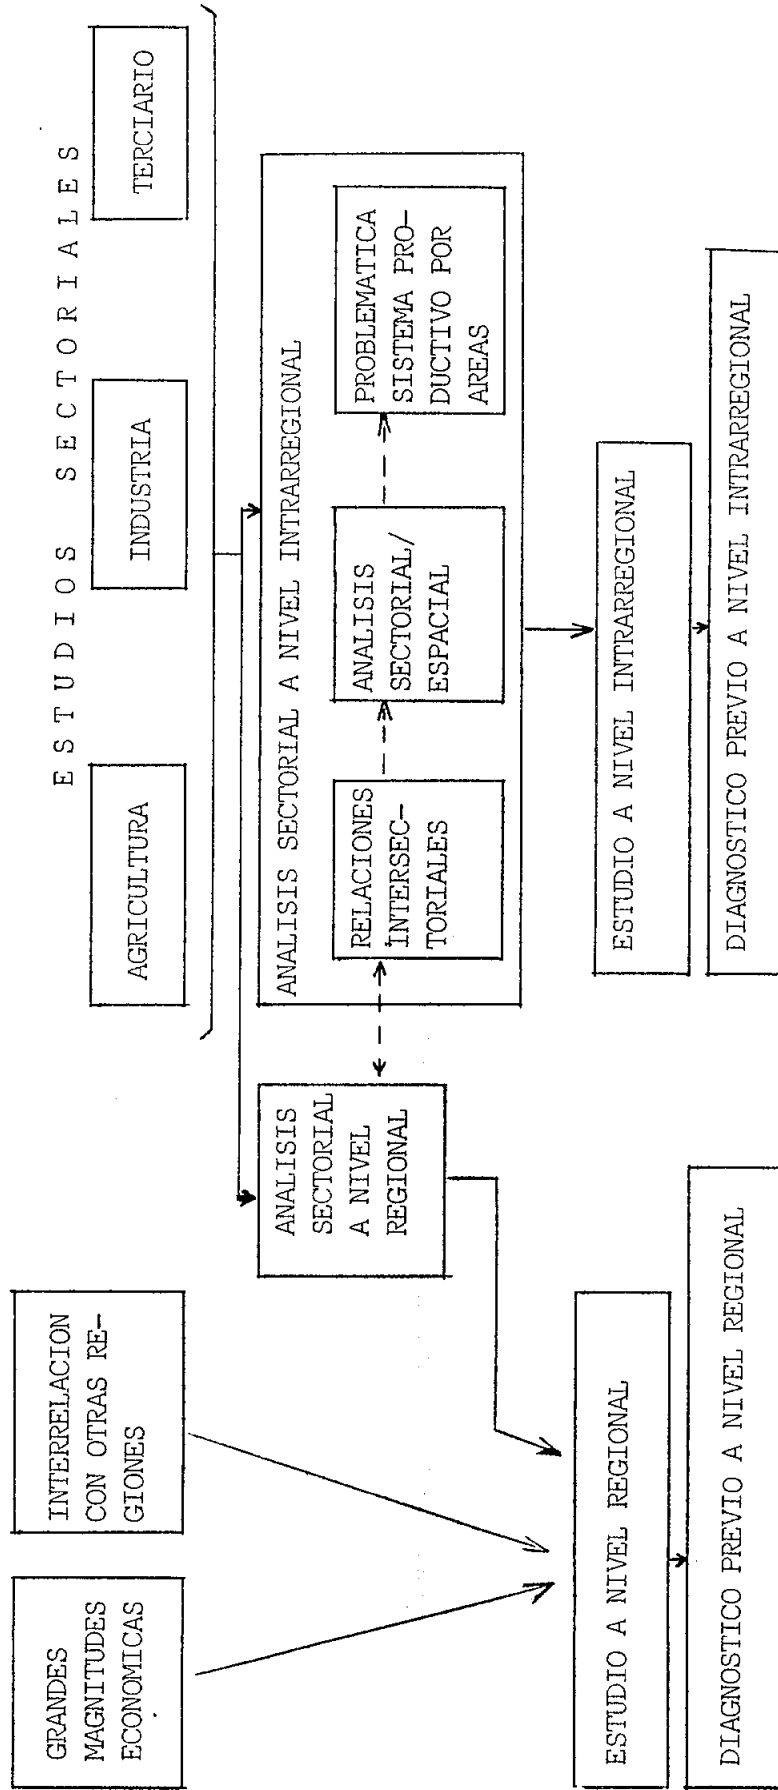 ESTUDIOS SECTORIALES
GRANDES
MAGNITUDES
ECONOMICAS
INTERRELACION
CON OTRAS RE-
GIONES
AGRICULTURA
INDUSTRIA
TERCIARIO
ANALISIS
SECTORIAL
A NIVEL
REGIONAL
ANALISIS SECTORIAL A NIVEL INTRARREGIONAL
RELACIONES
INTERSEC-
TORIALES
ANALISIS
SECTORIAL/
ESPACIAL
PROBLEMATICA
SISTEMA PRO-
DUCTIVO POR
AREAS
ESTUDIO A NIVEL REGIONAL
ESTUDIO A NIVEL INTRARREGIONAL
DIAGNOSTICO PREVIO A NIVEL REGIONAL
DIAGNOSTICO PREVIO A NIVEL INTRARREGIONAL